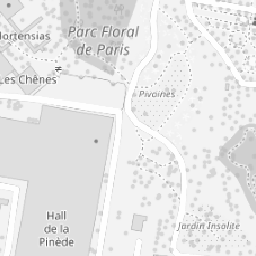 Parc Floral
de Paris
Hortensias
Les Chênes
Pivoines
Hall
de la
Pinède
Jardin Insolite